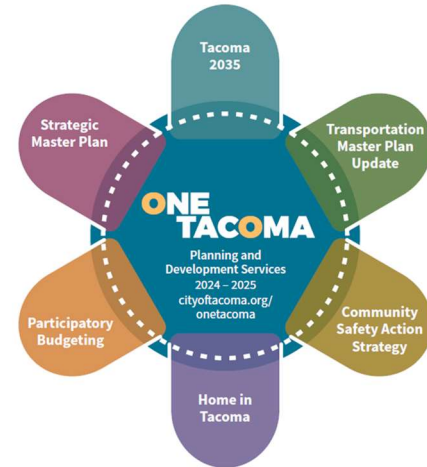 Tacoma
2035
Strategic
Master Plan
Transportation
Master Plan
Update
ONE
TACOMA
Planning and
Development Services
2024 – 2025
cityoftacoma.org/
onetacoma
Participatory
Budgeting
Community
Safety Action
Strategy
Home in
Tacoma